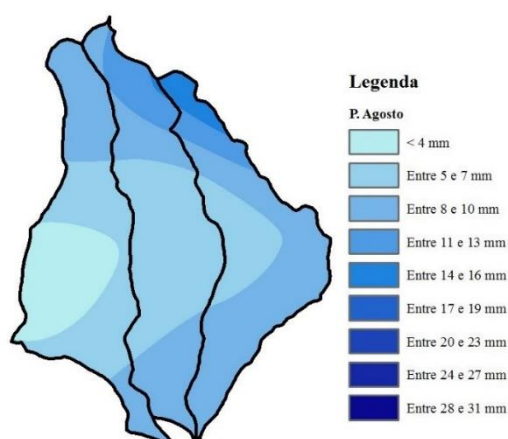 Legenda
P. Agosto
< 4 mm
Entre 5 e 7 mm
Entre 8 e 10 mm
Entre 11 e 13 mm
Entre 14 e 16 mm
Entre 17 e 19 mm
Entre 20 e 23 mm
Entre 24 e 27 mm
Entre 28 e 31 mm